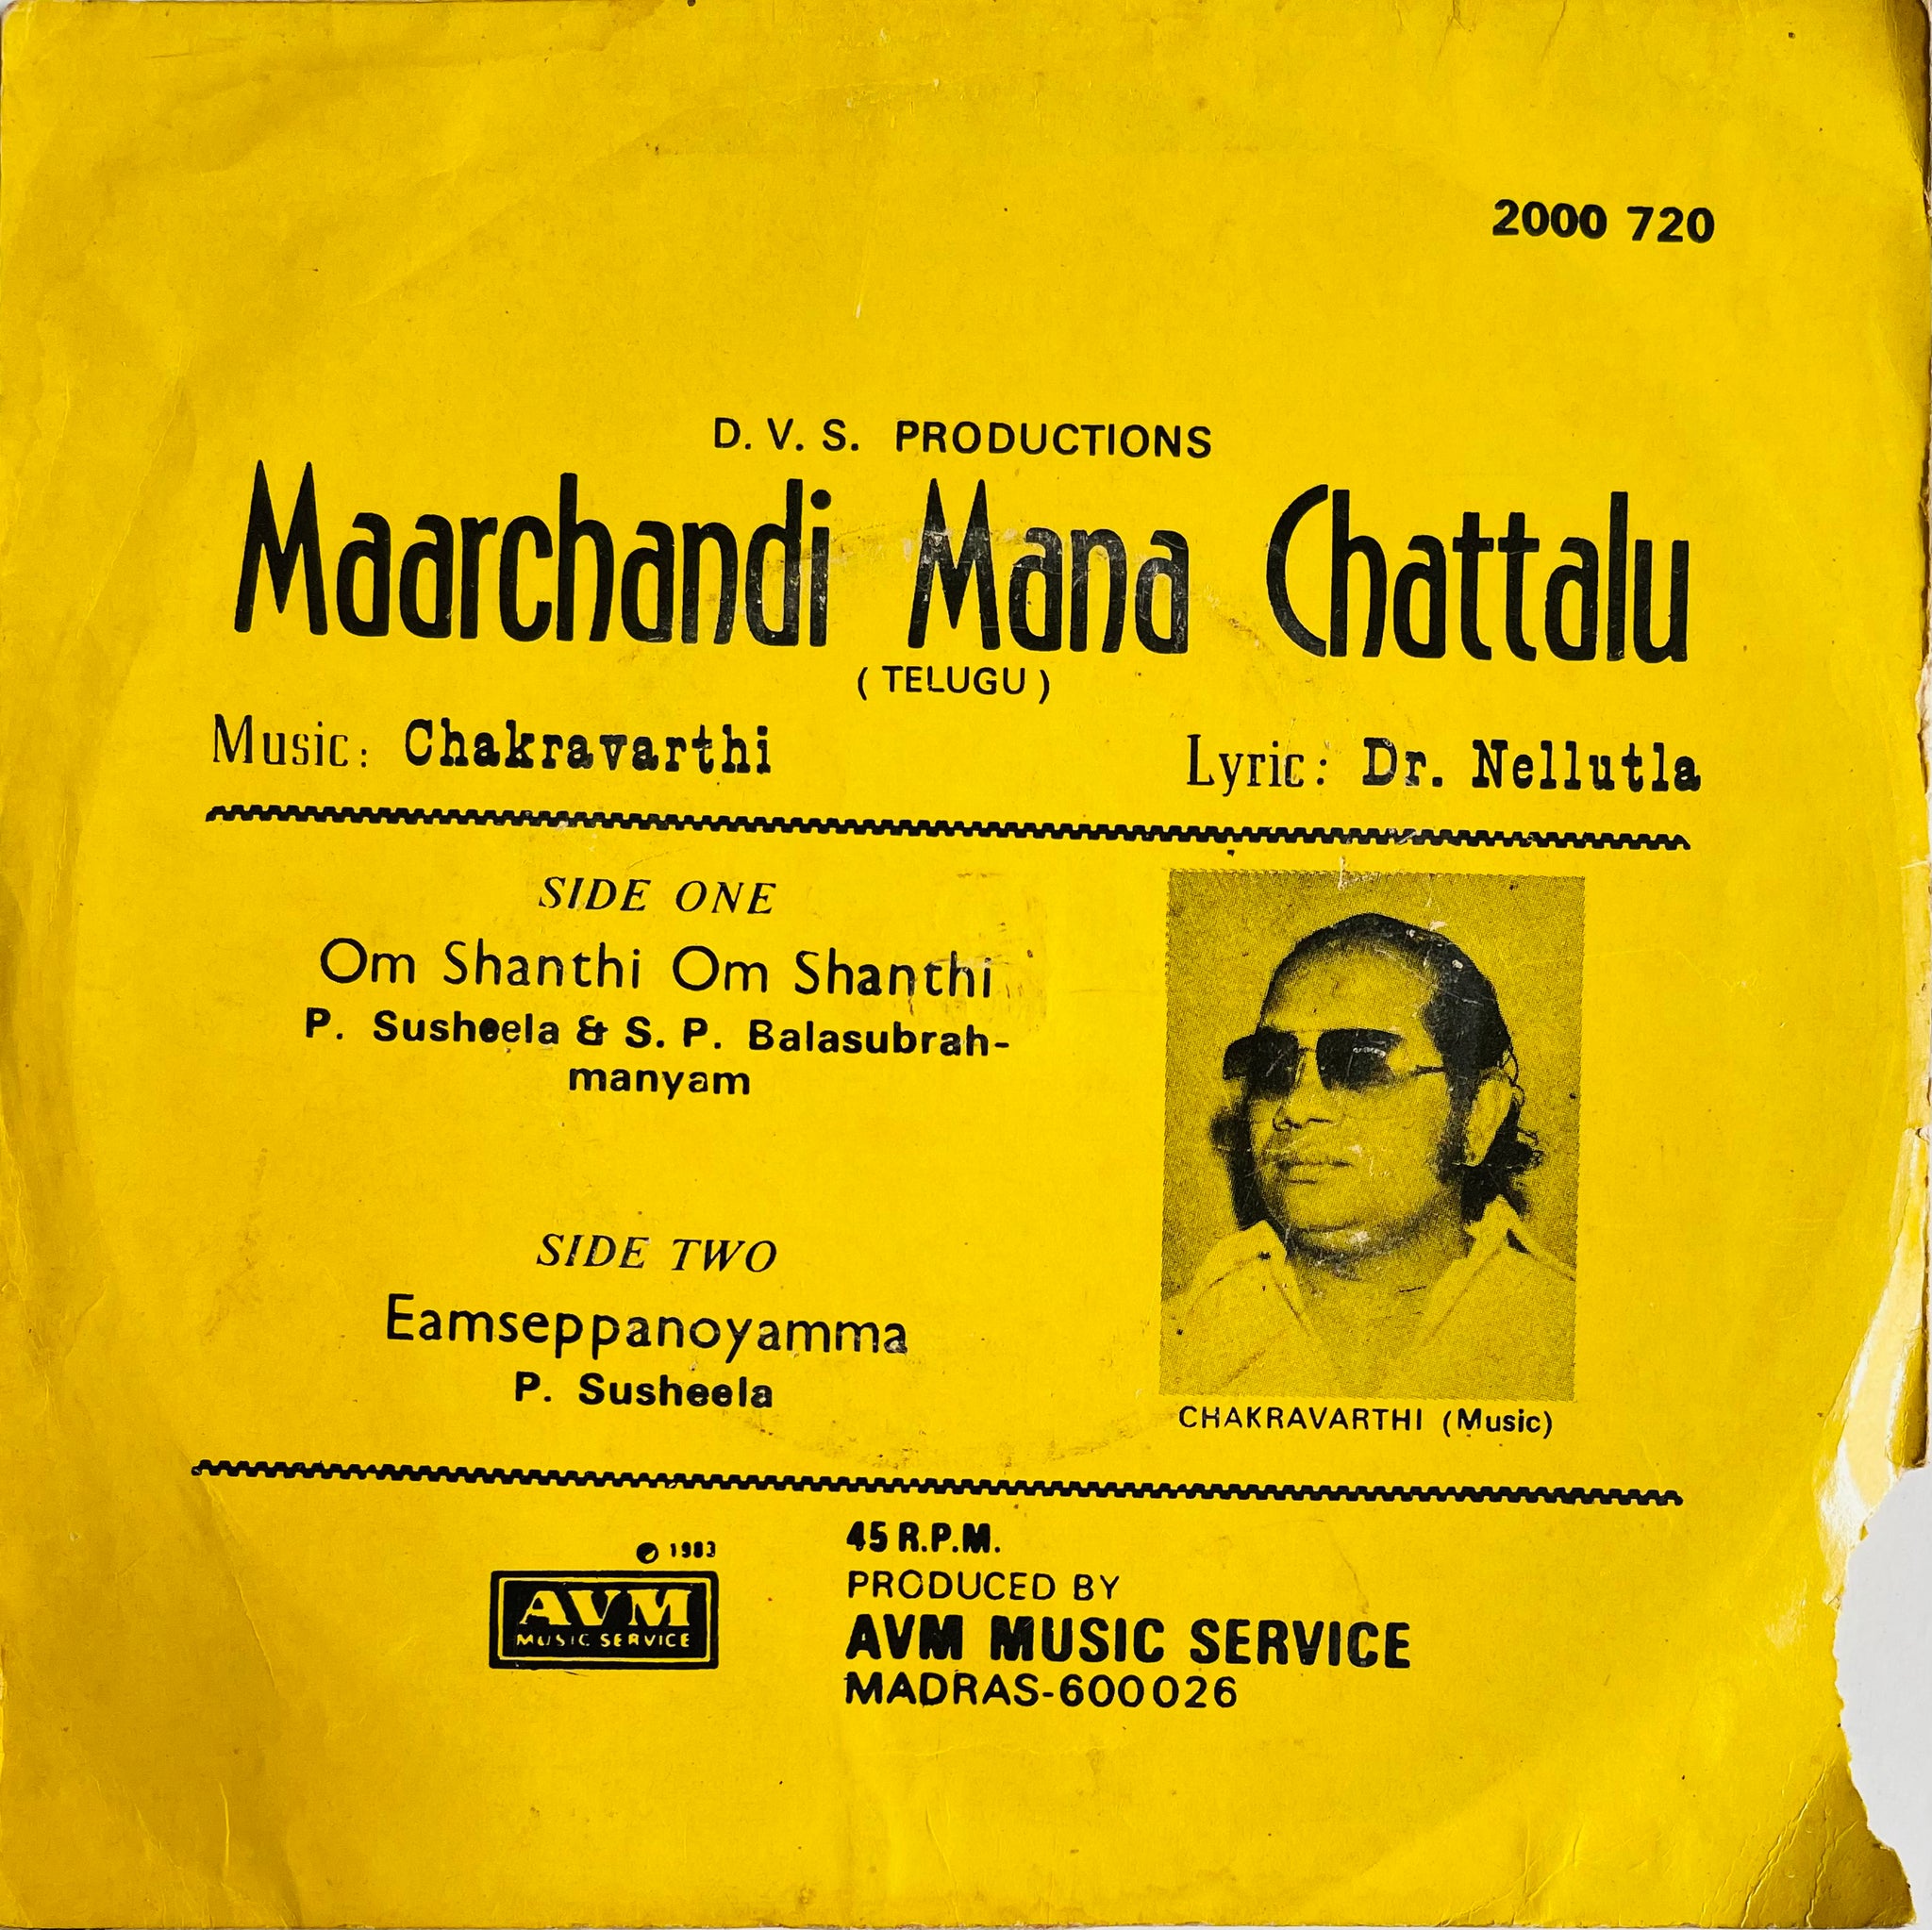 2000 720
D. V. S. PRODUCTIONS
Maarchandi Mana Chattalu
( TELUGU )
Music: Chakravarthi
Lyric: Dr. Nellutla
SIDE ONE
Om Shanthi Om Shanthi
P. Susheela & S. P. Balasubrah-
manyam
SIDE TWO
Eamseppanoyamma
P. Susheela
CHAKRAVARTHI (Music)
℗ 1983
AVM
MUSIC SERVICE
45 R.P.M.
PRODUCED BY
AVM MUSIC SERVICE
MADRAS-600026